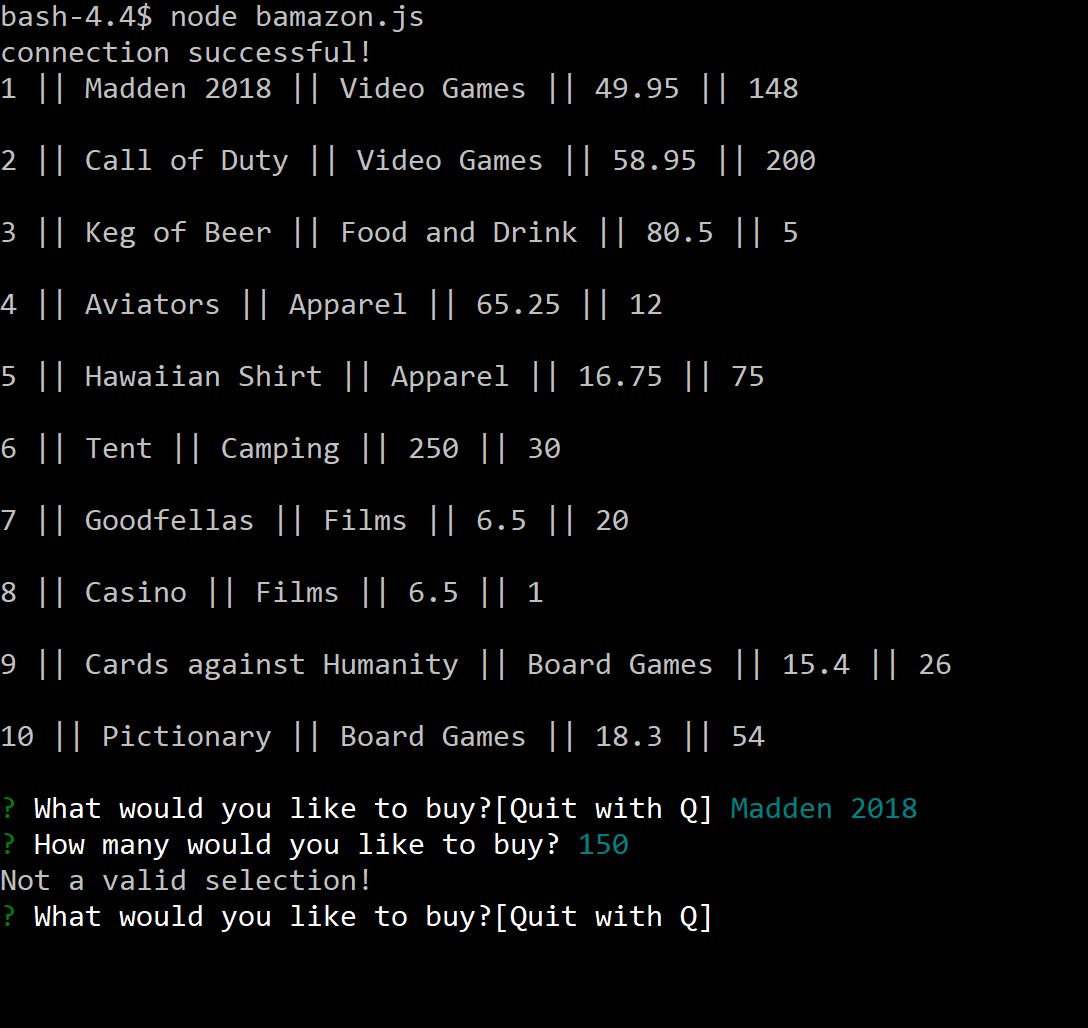 bash-4.4$ node bamazon.js
connection successful!
1 || Madden 2018 || Video Games || 49.95 || 148
2 || Call of Duty || Video Games || 58.95 || 200
3 || Keg of Beer || Food and Drink || 80.5 || 5
4 || Aviators || Apparel || 65.25 || 12
5 || Hawaiian Shirt || Apparel || 16.75 || 75
6 || Tent || Camping || 250 || 30
7 || Goodfellas || Films || 6.5 || 20
8 || Casino || Films || 6.5 || 1
9 || Cards against Humanity || Board Games || 15.4 || 26
10 || Pictionary || Board Games || 18.3 || 54
? What would you like to buy?[Quit with Q] Madden 2018
? How many would you like to buy? 150
Not a valid selection!
? What would you like to buy?[Quit with Q]